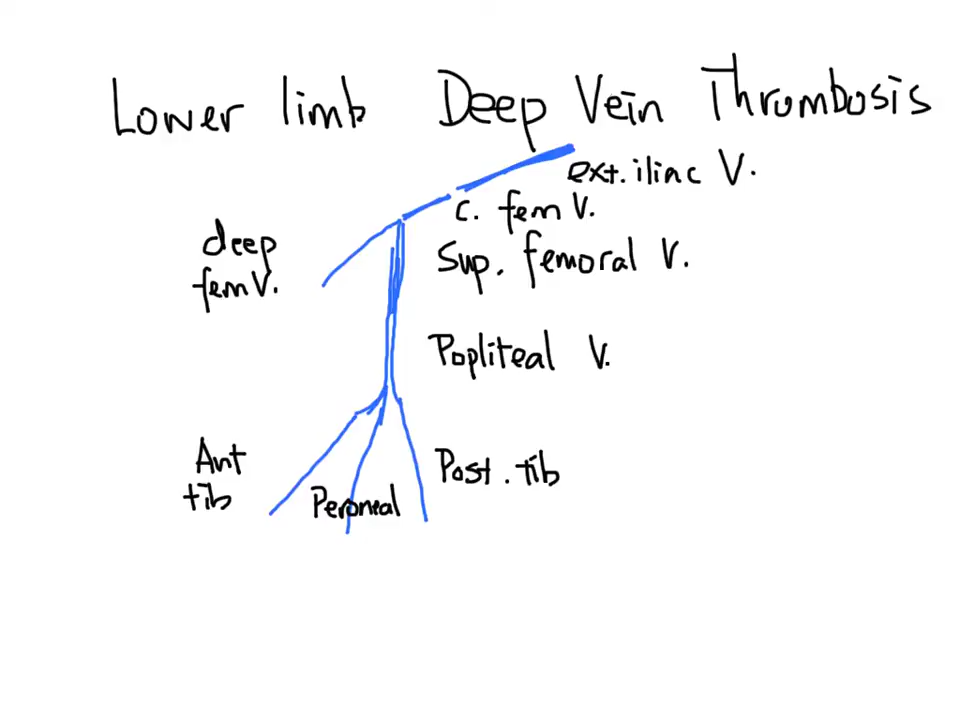 Lower limb Deep Vein Thrombosis
ext. iliac V.
c. fem V.
deep
fem V.
Sup. femoral V.
Popliteal V.
Ant
tib
Peroneal
Post. tib